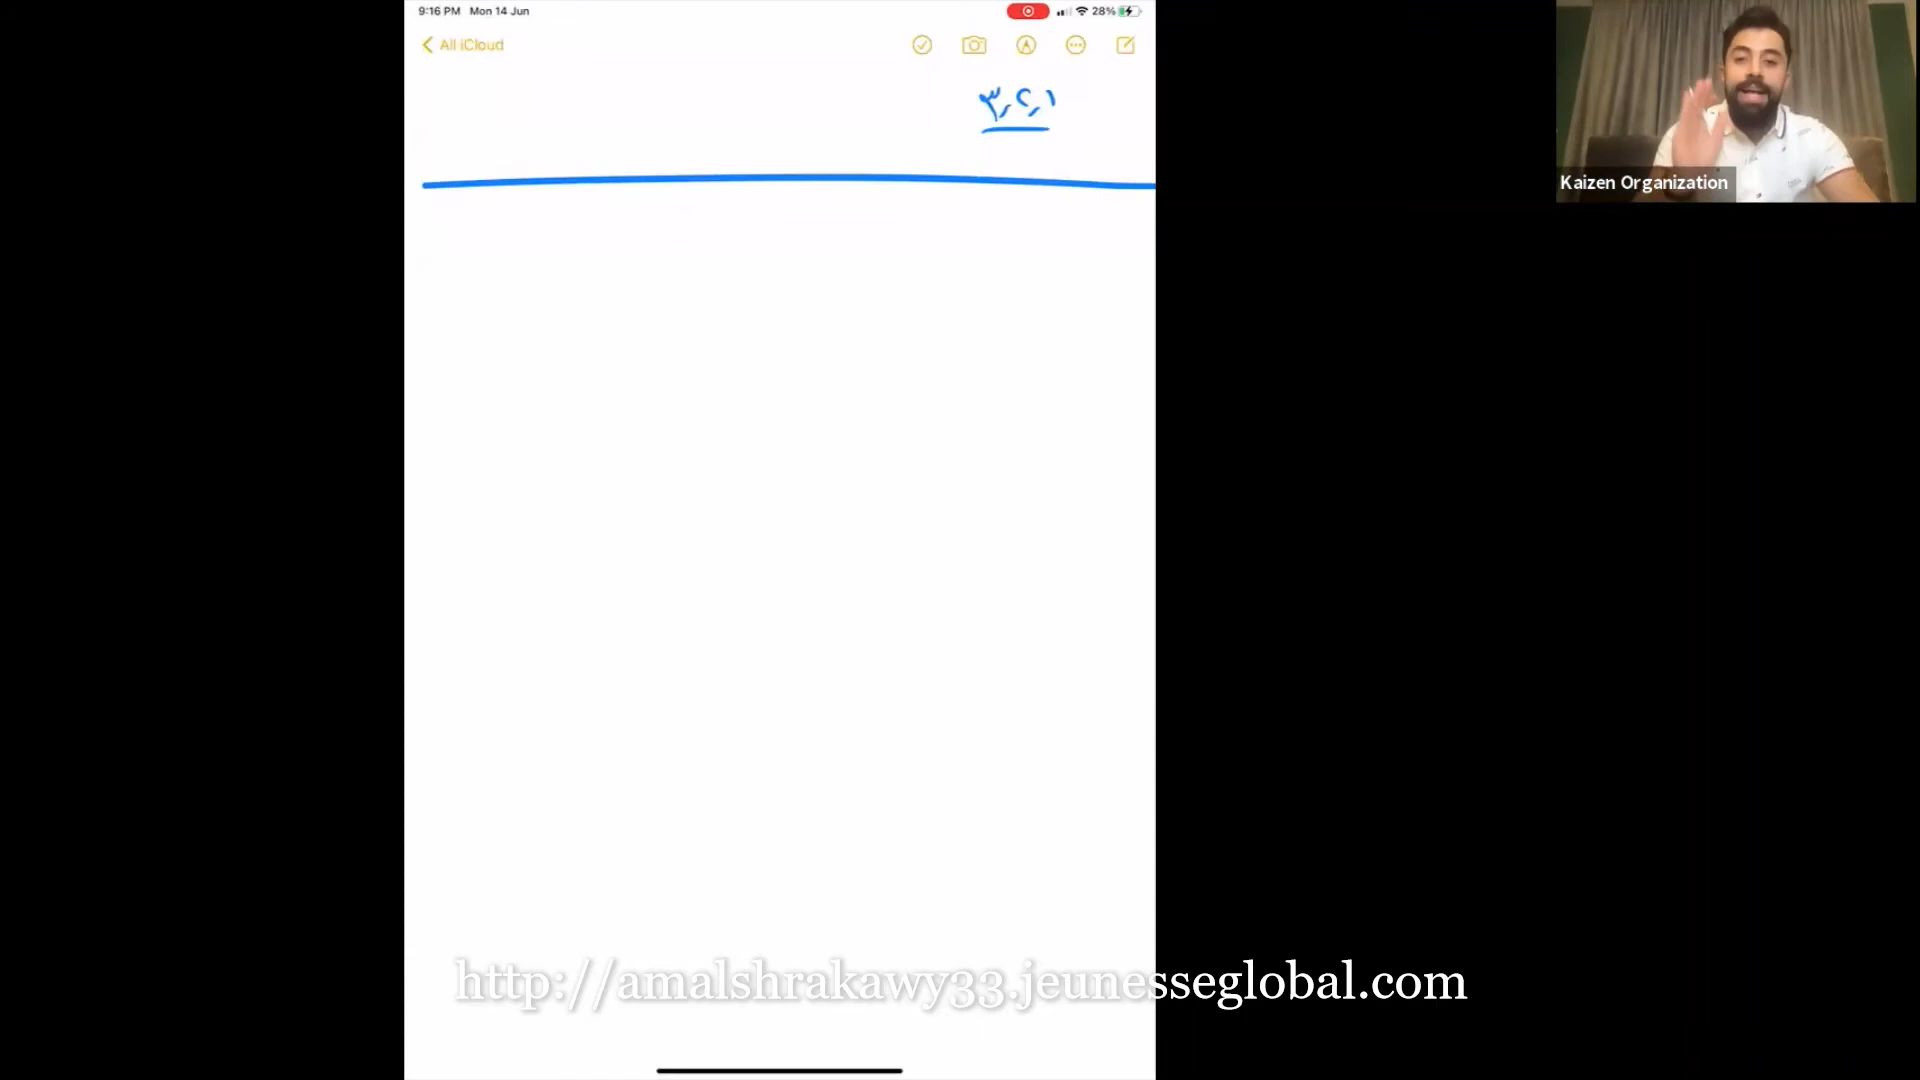 9:16 PM Mon 14 Jun
28%
All iCloud
١,٢,٣
Kaizen Organization
http://amalshrakawy33.jeunesseglobal.com